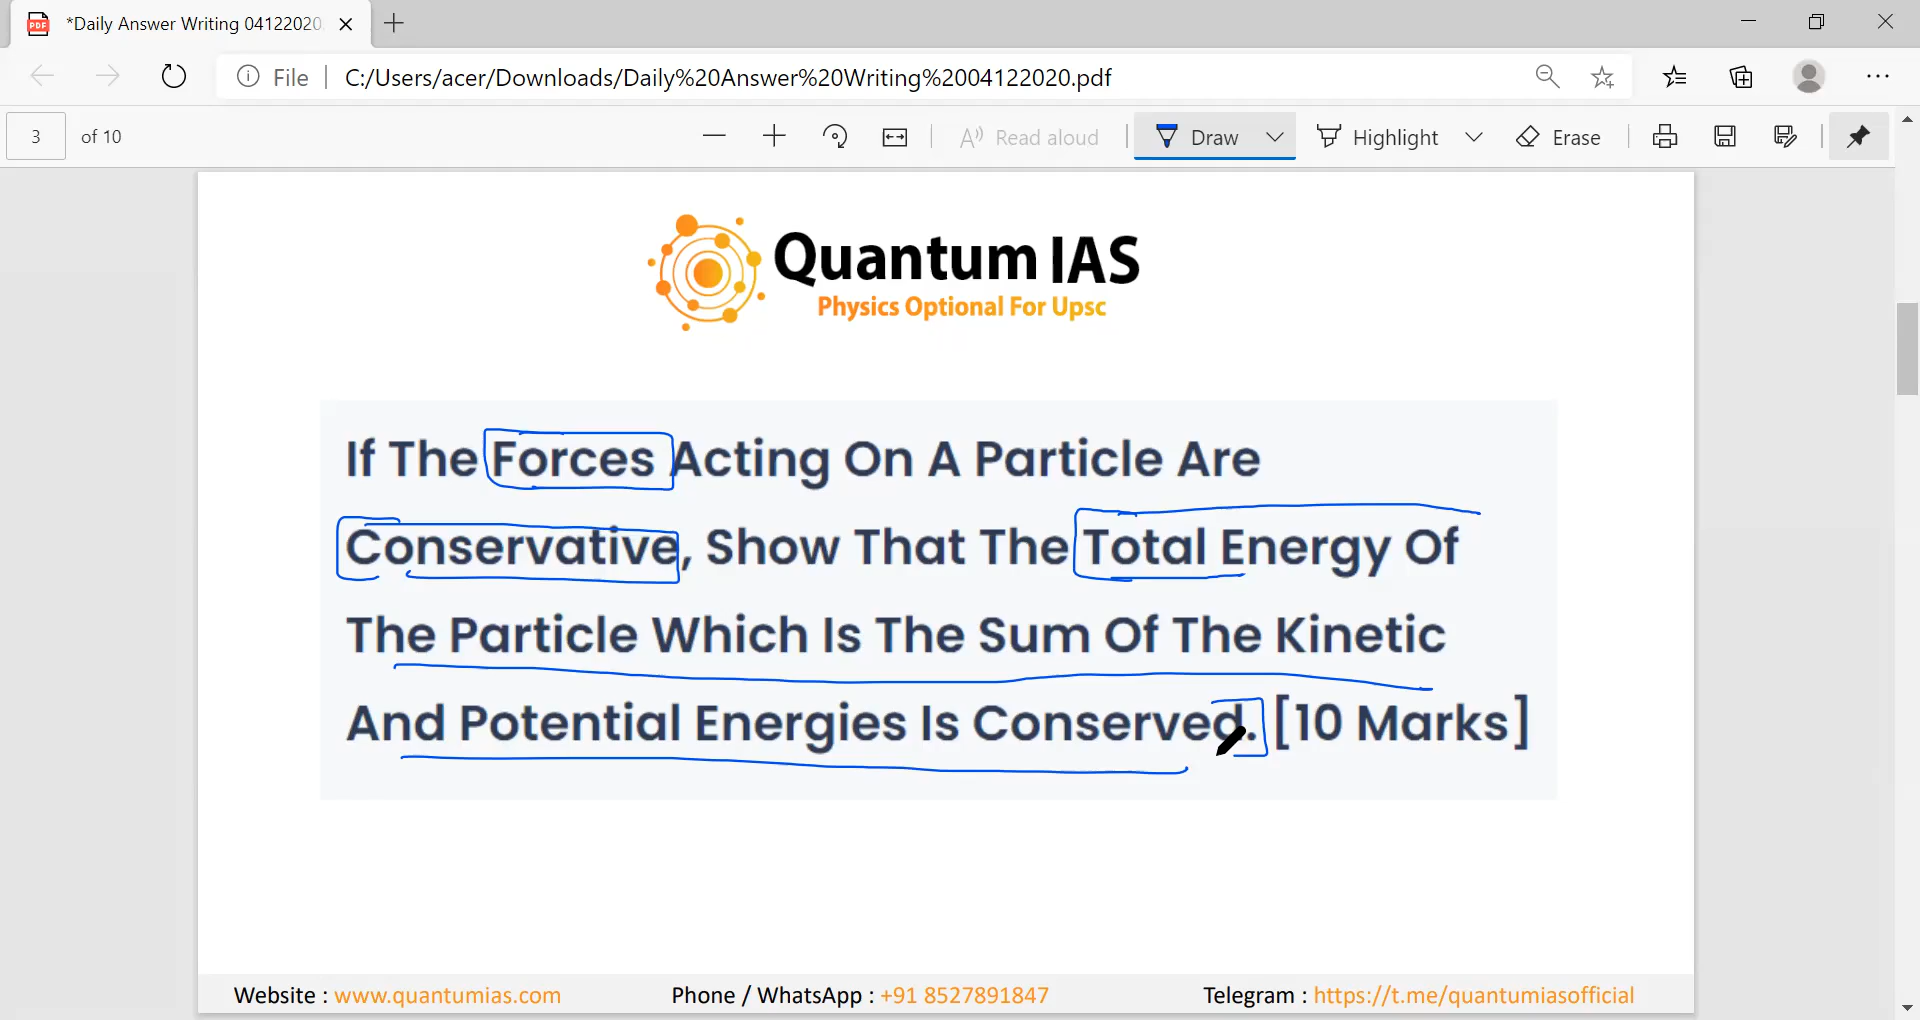 *Daily Answer Writing 04122020
File
C:/Users/acer/Downloads/Daily%20Answer%20Writing%2004122020.pdf
3 of 10
Read aloud
Draw
Highlight
Erase
Quantum IAS
Physics Optional For Upsc
If The Forces Acting On A Particle Are
Conservative, Show That The Total Energy Of
The Particle Which Is The Sum Of The Kinetic
And Potential Energies Is Conserved. [10 Marks]
Website : www.quantumias.com
Phone / WhatsApp : +91 8527891847
Telegram : https://t.me/quantumiasofficial